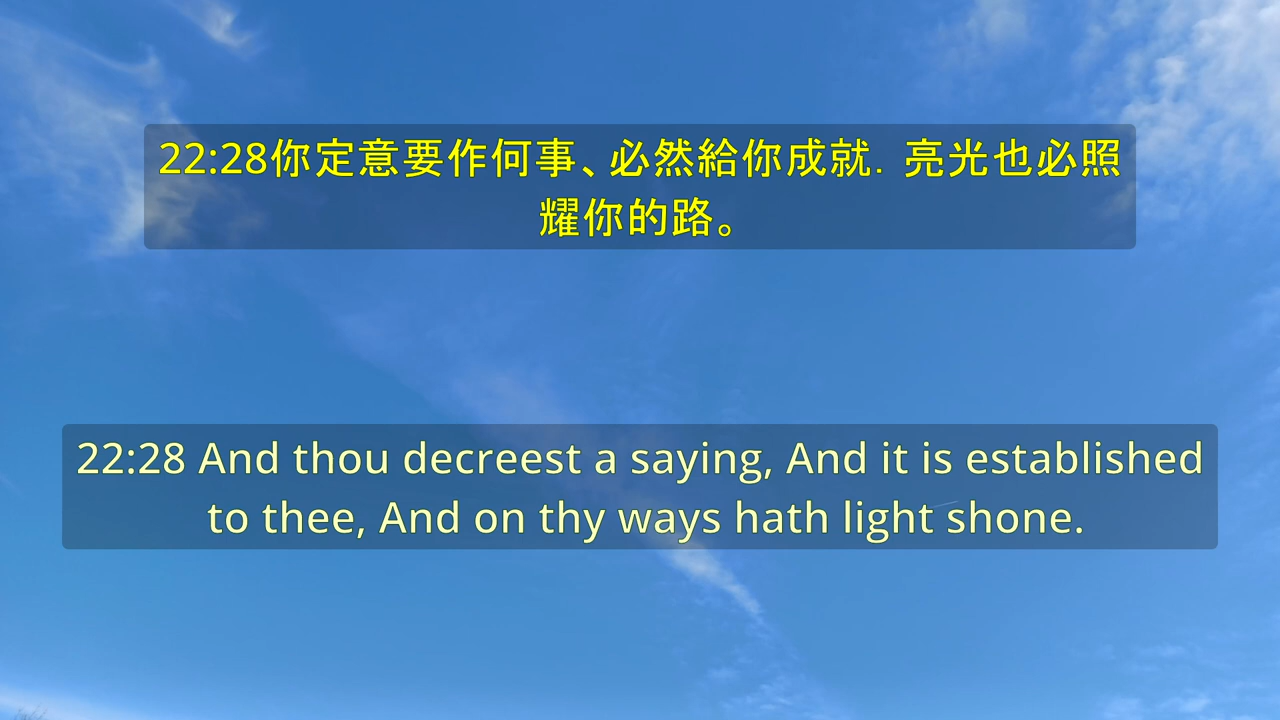 22:28你定意要作何事、必然給你成就﹒亮光也必照
耀你的路。
22:28 And thou decreest a saying, And it is established
to thee, And on thy ways hath light shone.